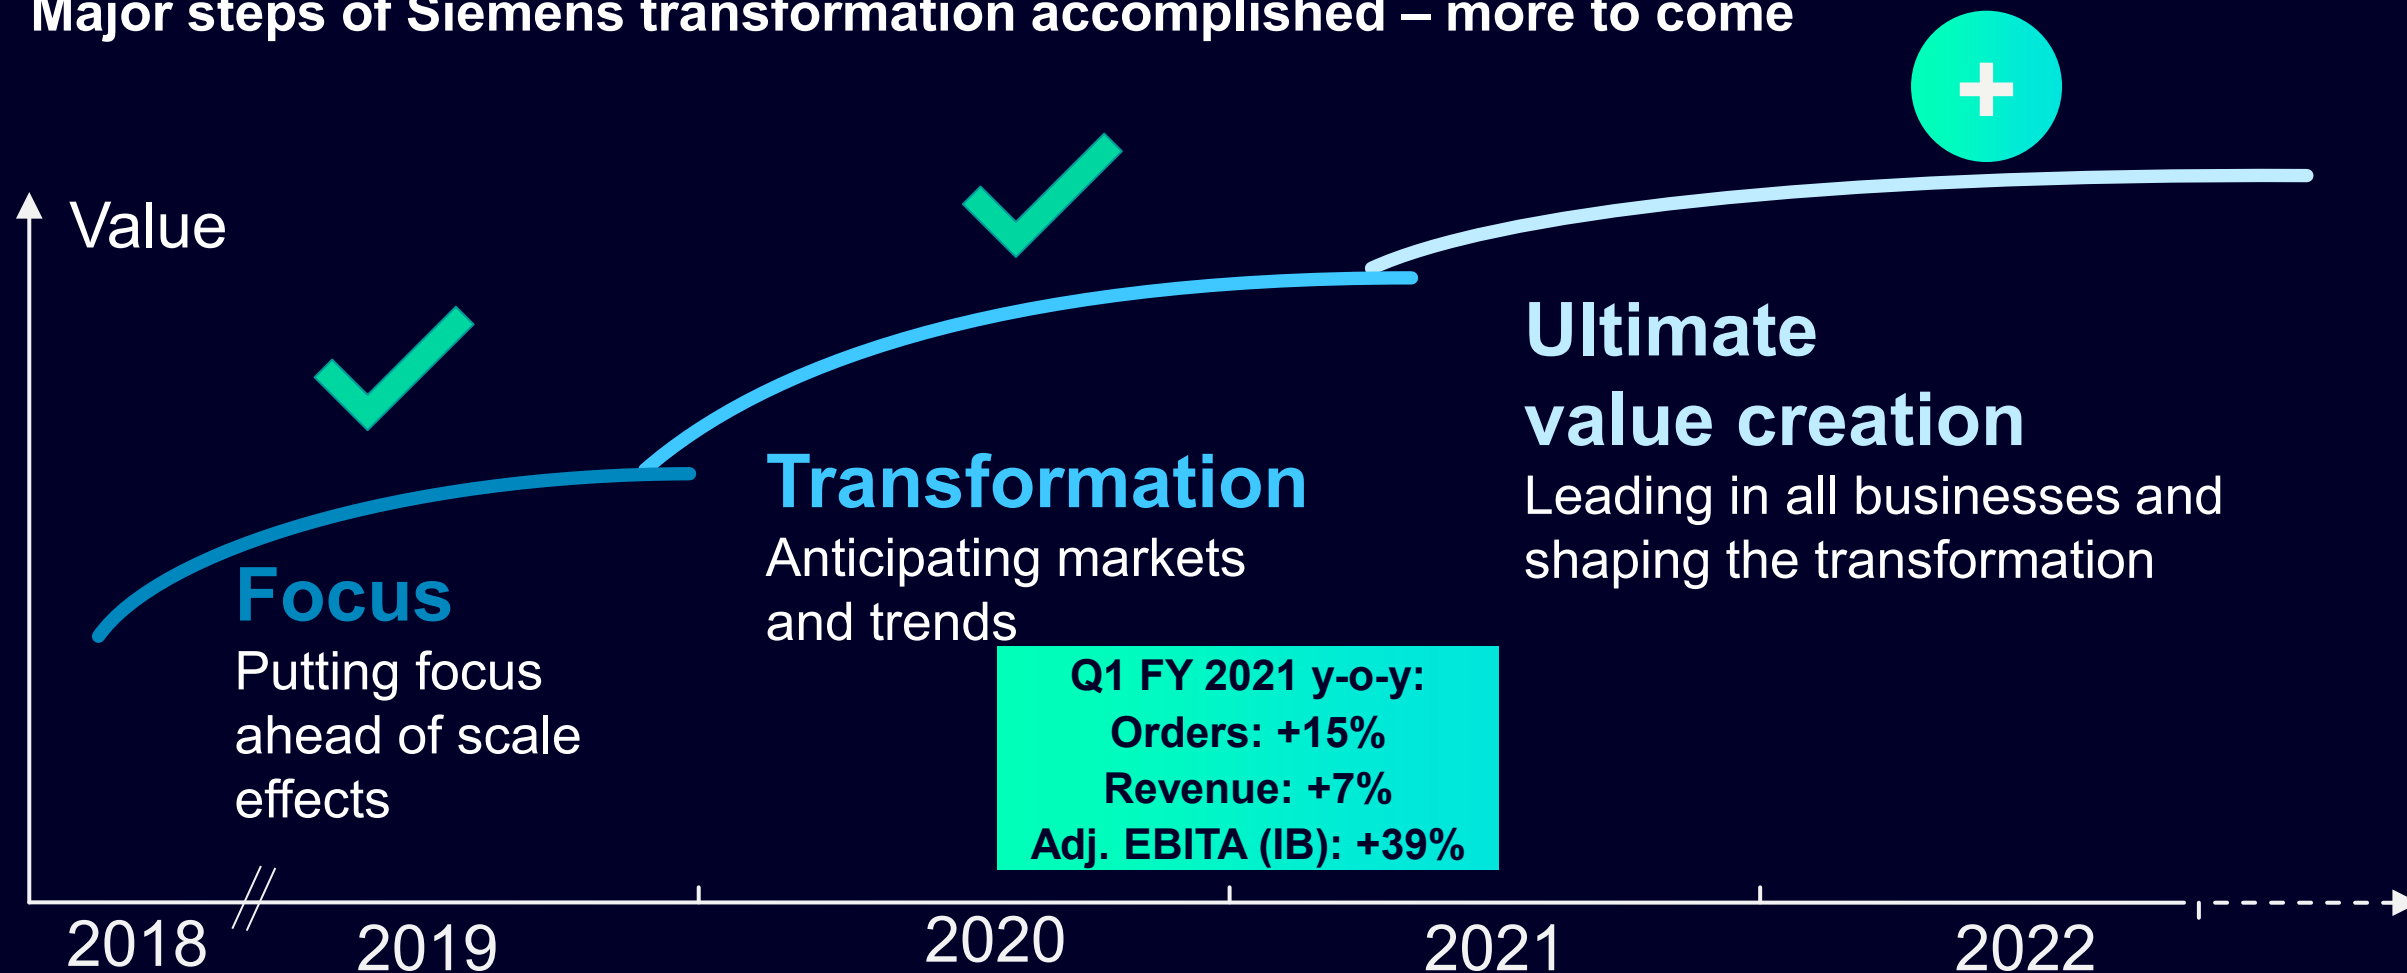 Major steps of Siemens transformation accomplished – more to come
+
Value
Focus
Putting focus
ahead of scale
effects
Transformation
Anticipating markets
and trends
Ultimate
value creation
Leading in all businesses and
shaping the transformation
Q1 FY 2021 y-o-y:
Orders: +15%
Revenue: +7%
Adj. EBITA (IB): +39%
2018
2019
2020
2021
2022